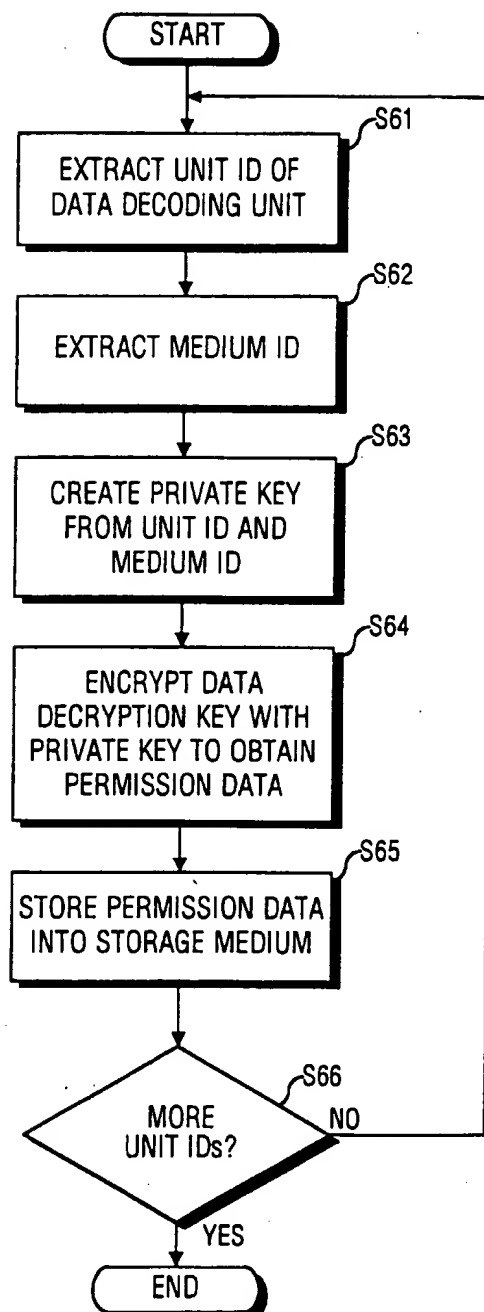 START
S61
EXTRACT UNIT ID OF
DATA DECODING UNIT
S62
EXTRACT MEDIUM ID
S63
CREATE PRIVATE KEY
FROM UNIT ID AND
MEDIUM ID
S64
ENCRYPT DATA
DECRYPTION KEY WITH
PRIVATE KEY TO OBTAIN
PERMISSION DATA
S65
STORE PERMISSION DATA
INTO STORAGE MEDIUM
S66
MORE
UNIT IDs?
NO
YES
END